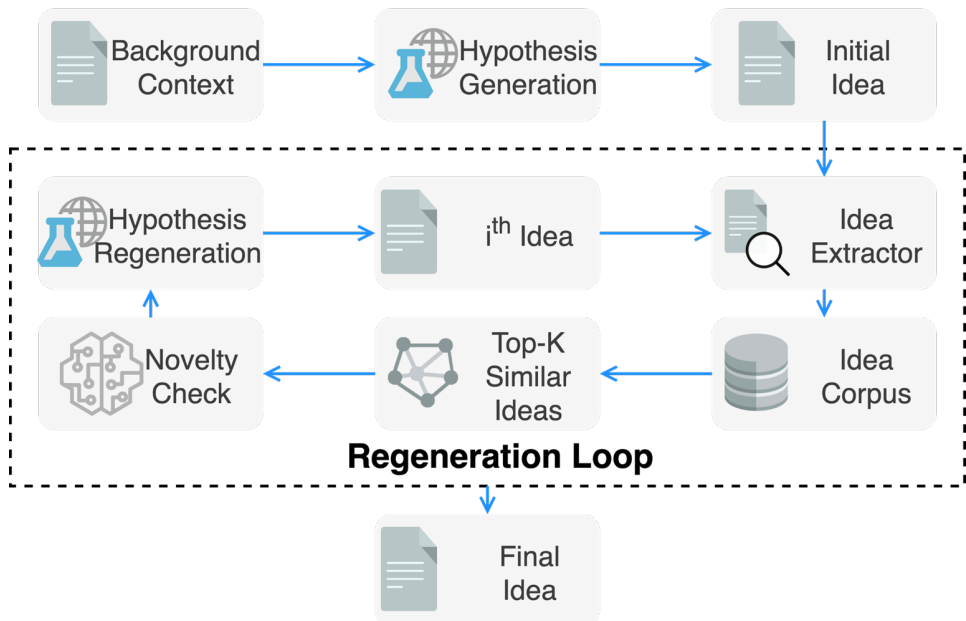 Background
Context
Hypothesis
Generation
Initial
Idea
Hypothesis
Regeneration
iᵗʰ Idea
Idea
Extractor
Novelty
Check
Top-K
Similar
Ideas
Idea
Corpus
Regeneration Loop
Final
Idea